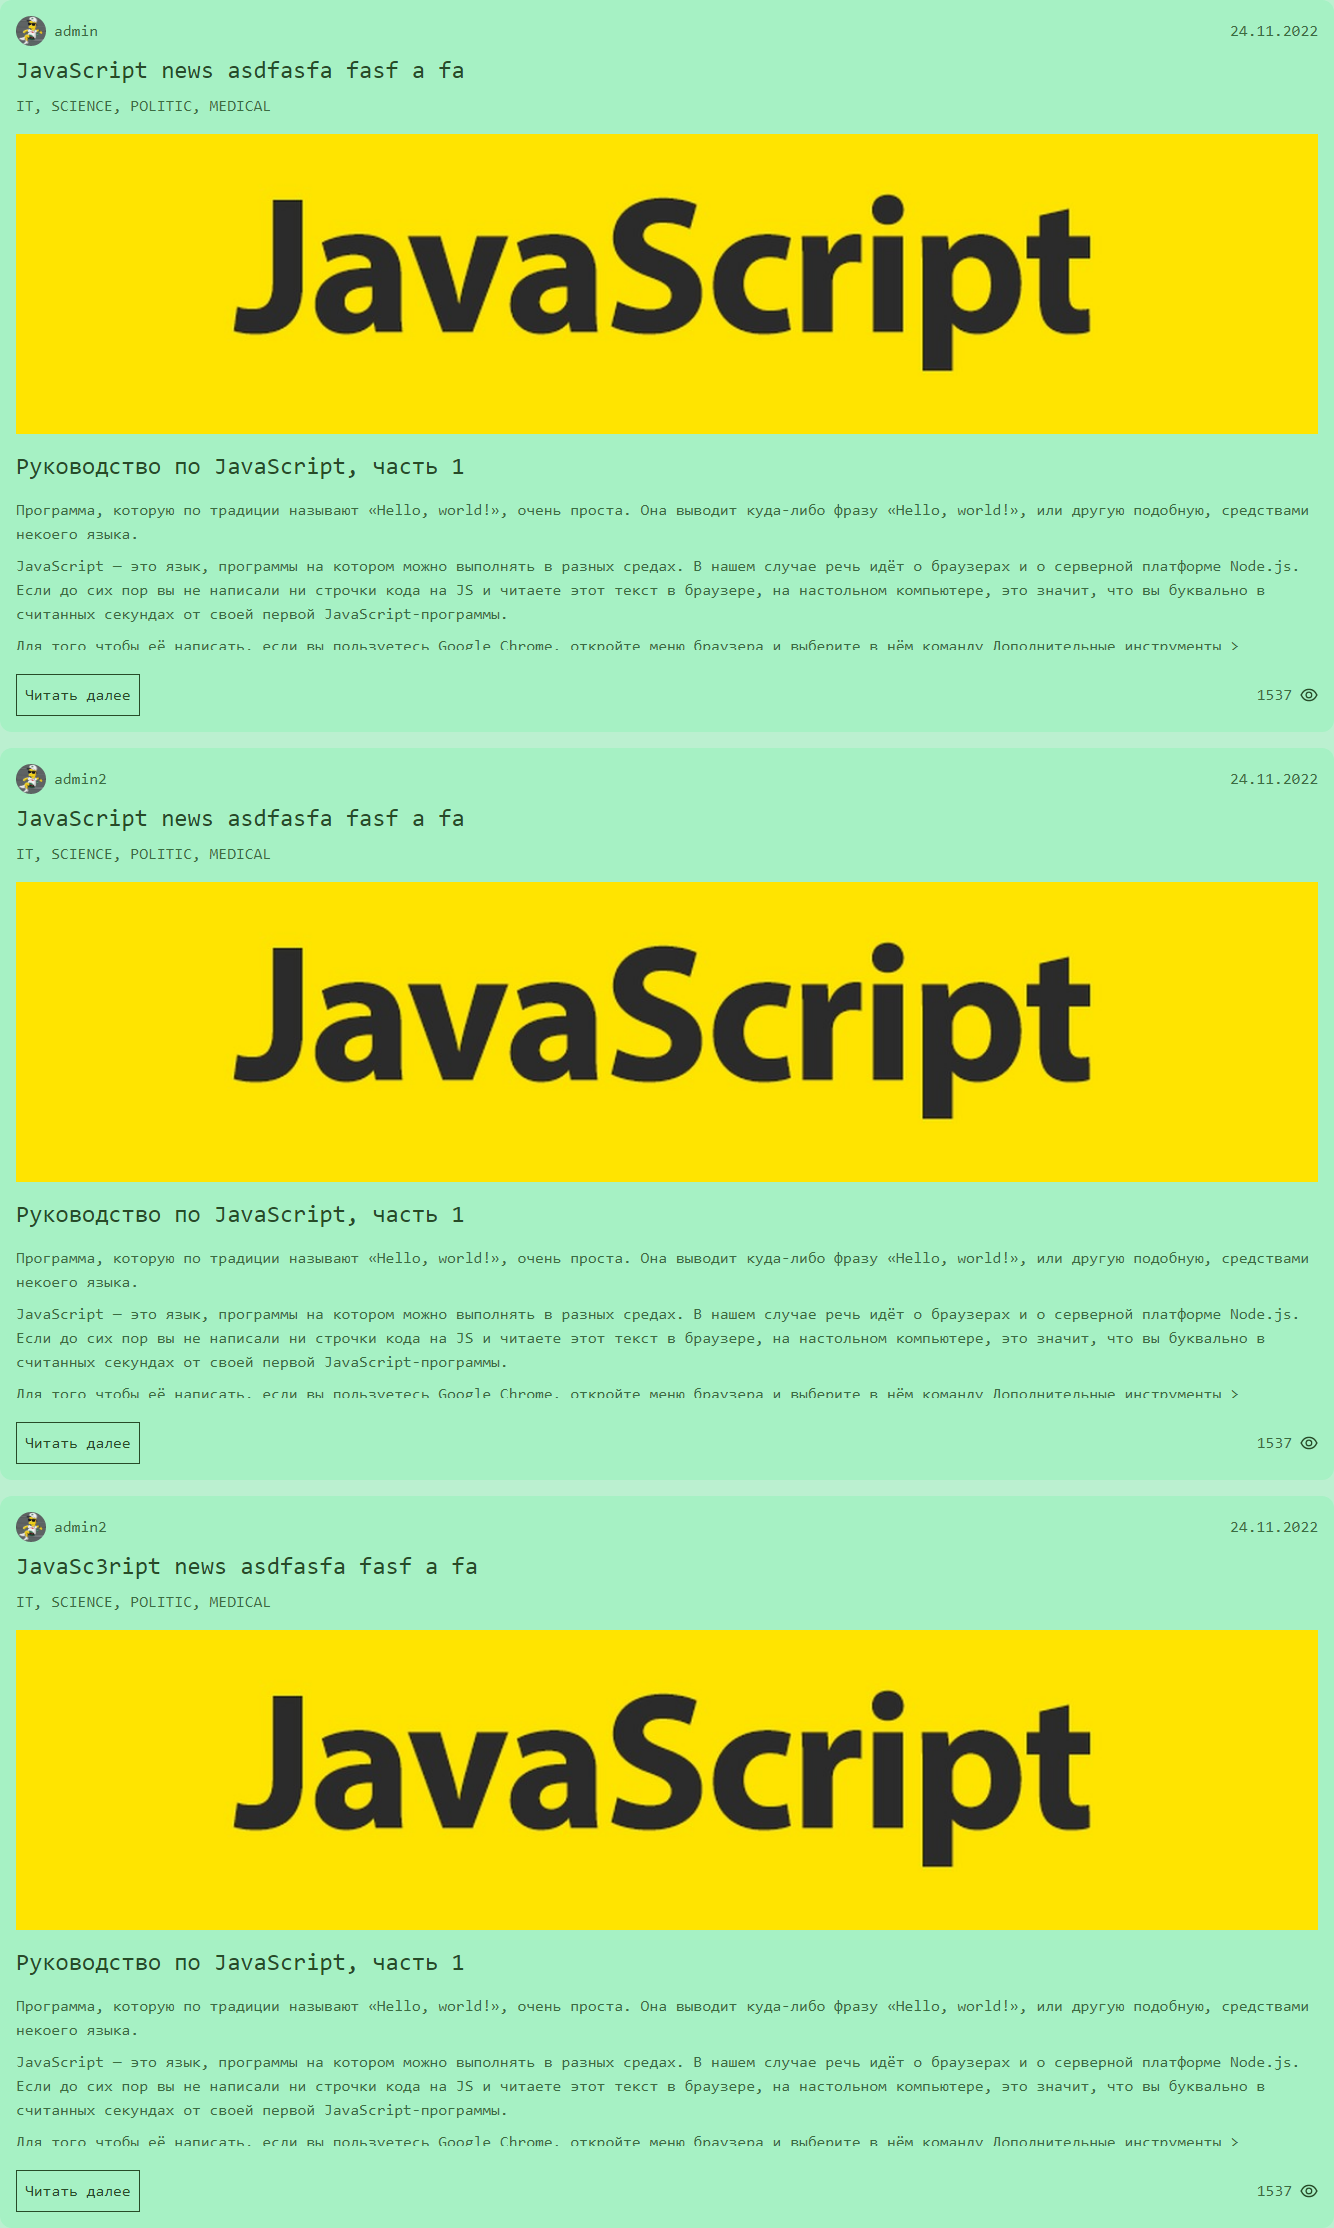 admin 24.11.2022
JavaScript news asdfasfa fasf a fa
IT, SCIENCE, POLITIC, MEDICAL
JavaScript
Руководство по JavaScript, часть 1
Программа, которую по традиции называют «Hello, world!», очень проста. Она выводит куда-либо фразу «Hello, world!», или другую подобную, средствами
некоего языка.
JavaScript — это язык, программы на котором можно выполнять в разных средах. В нашем случае речь идёт о браузерах и о серверной платформе Node.js.
Если до сих пор вы не написали ни строчки кода на JS и читаете этот текст в браузере, на настольном компьютере, это значит, что вы буквально в
считанных секундах от своей первой JavaScript-программы.
Для того чтобы её написать, если вы пользуетесь Google Chrome, откройте меню браузера и выберите в нём команду Дополнительные инструменты >
Читать далее 1537
admin2 24.11.2022
JavaScript news asdfasfa fasf a fa
IT, SCIENCE, POLITIC, MEDICAL
JavaScript
Руководство по JavaScript, часть 1
Программа, которую по традиции называют «Hello, world!», очень проста. Она выводит куда-либо фразу «Hello, world!», или другую подобную, средствами
некоего языка.
JavaScript — это язык, программы на котором можно выполнять в разных средах. В нашем случае речь идёт о браузерах и о серверной платформе Node.js.
Если до сих пор вы не написали ни строчки кода на JS и читаете этот текст в браузере, на настольном компьютере, это значит, что вы буквально в
считанных секундах от своей первой JavaScript-программы.
Для того чтобы её написать, если вы пользуетесь Google Chrome, откройте меню браузера и выберите в нём команду Дополнительные инструменты >
Читать далее 1537
admin2 24.11.2022
JavaSc3ript news asdfasfa fasf a fa
IT, SCIENCE, POLITIC, MEDICAL
JavaScript
Руководство по JavaScript, часть 1
Программа, которую по традиции называют «Hello, world!», очень проста. Она выводит куда-либо фразу «Hello, world!», или другую подобную, средствами
некоего языка.
JavaScript — это язык, программы на котором можно выполнять в разных средах. В нашем случае речь идёт о браузерах и о серверной платформе Node.js.
Если до сих пор вы не написали ни строчки кода на JS и читаете этот текст в браузере, на настольном компьютере, это значит, что вы буквально в
считанных секундах от своей первой JavaScript-программы.
Для того чтобы её написать, если вы пользуетесь Google Chrome, откройте меню браузера и выберите в нём команду Дополнительные инструменты >
Читать далее 1537